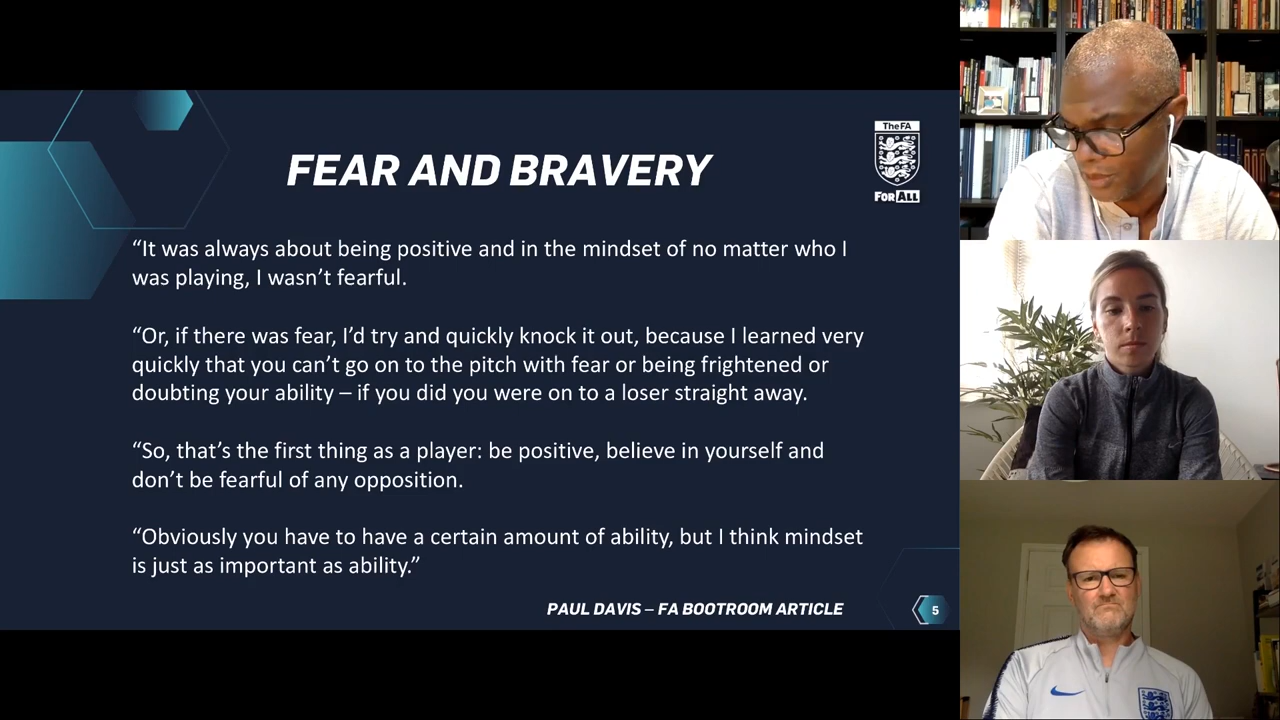 The FA
FOR ALL
FEAR AND BRAVERY
“It was always about being positive and in the mindset of no matter who I
was playing, I wasn’t fearful.
“Or, if there was fear, I’d try and quickly knock it out, because I learned very
quickly that you can’t go on to the pitch with fear or being frightened or
doubting your ability – if you did you were on to a loser straight away.
“So, that’s the first thing as a player: be positive, believe in yourself and
don’t be fearful of any opposition.
“Obviously you have to have a certain amount of ability, but I think mindset
is just as important as ability.”
PAUL DAVIS – FA BOOTROOM ARTICLE
5